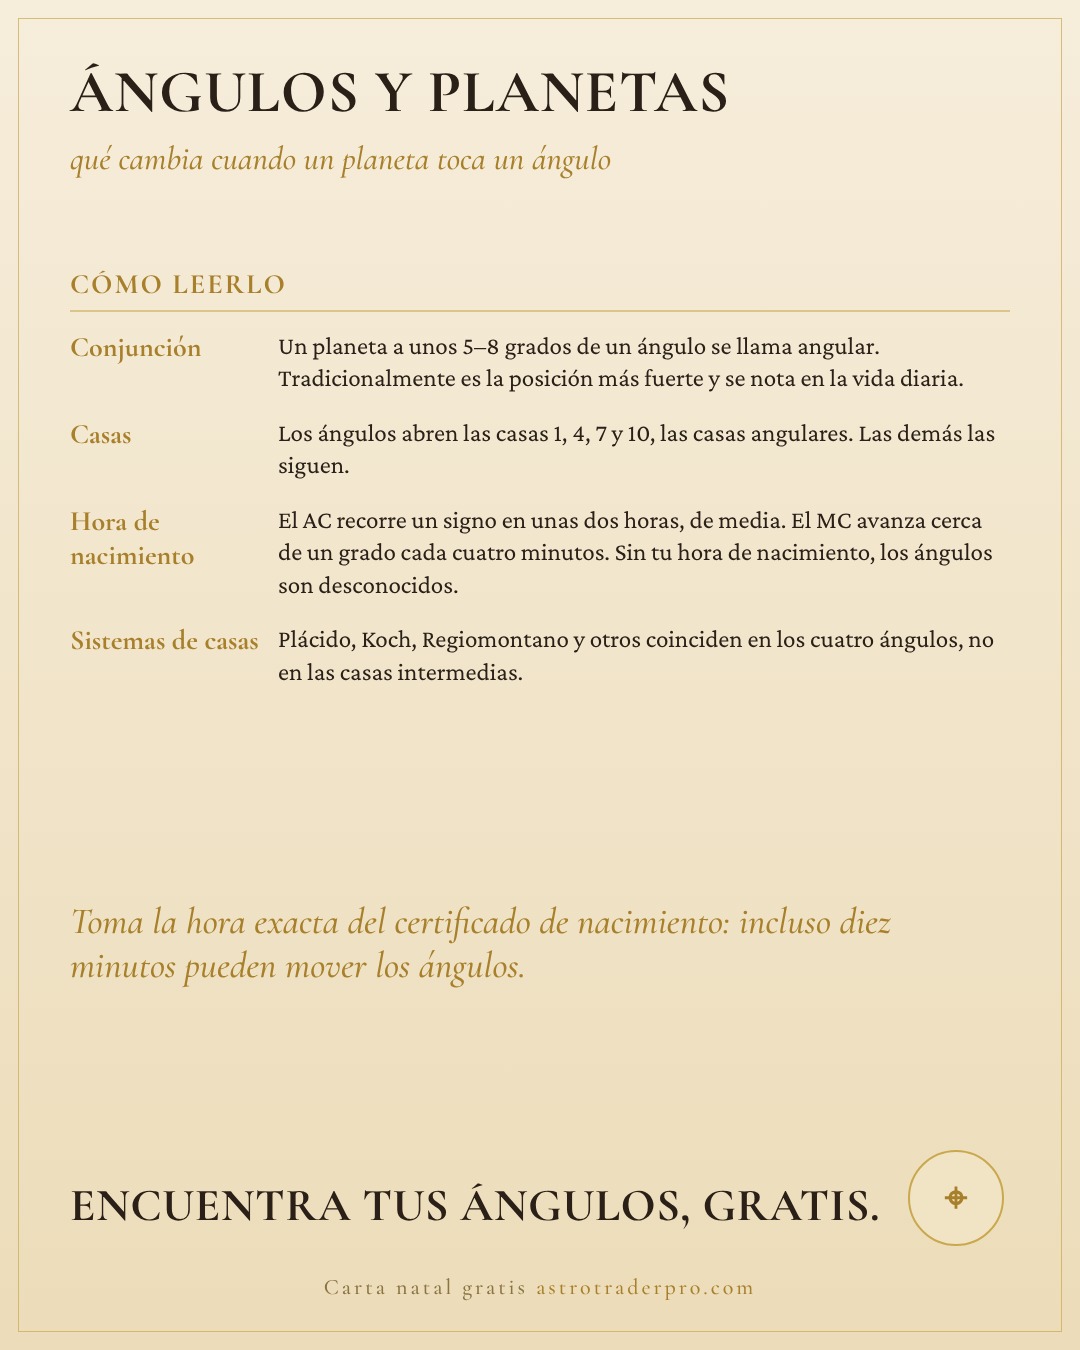 ÁNGULOS Y PLANETAS
qué cambia cuando un planeta toca un ángulo
CÓMO LEERLO
Conjunción
Un planeta a unos 5–8 grados de un ángulo se llama angular.
Tradicionalmente es la posición más fuerte y se nota en la vida diaria.
Casas
Los ángulos abren las casas 1, 4, 7 y 10, las casas angulares. Las demás las
siguen.
Hora de
nacimiento
El AC recorre un signo en unas dos horas, de media. El MC avanza cerca
de un grado cada cuatro minutos. Sin tu hora de nacimiento, los ángulos
son desconocidos.
Sistemas de casas
Plácido, Koch, Regiomontano y otros coinciden en los cuatro ángulos, no
en las casas intermedias.
Toma la hora exacta del certificado de nacimiento: incluso diez
minutos pueden mover los ángulos.
ENCUENTRA TUS ÁNGULOS, GRATIS.
Carta natal gratis astrotraderpro.com